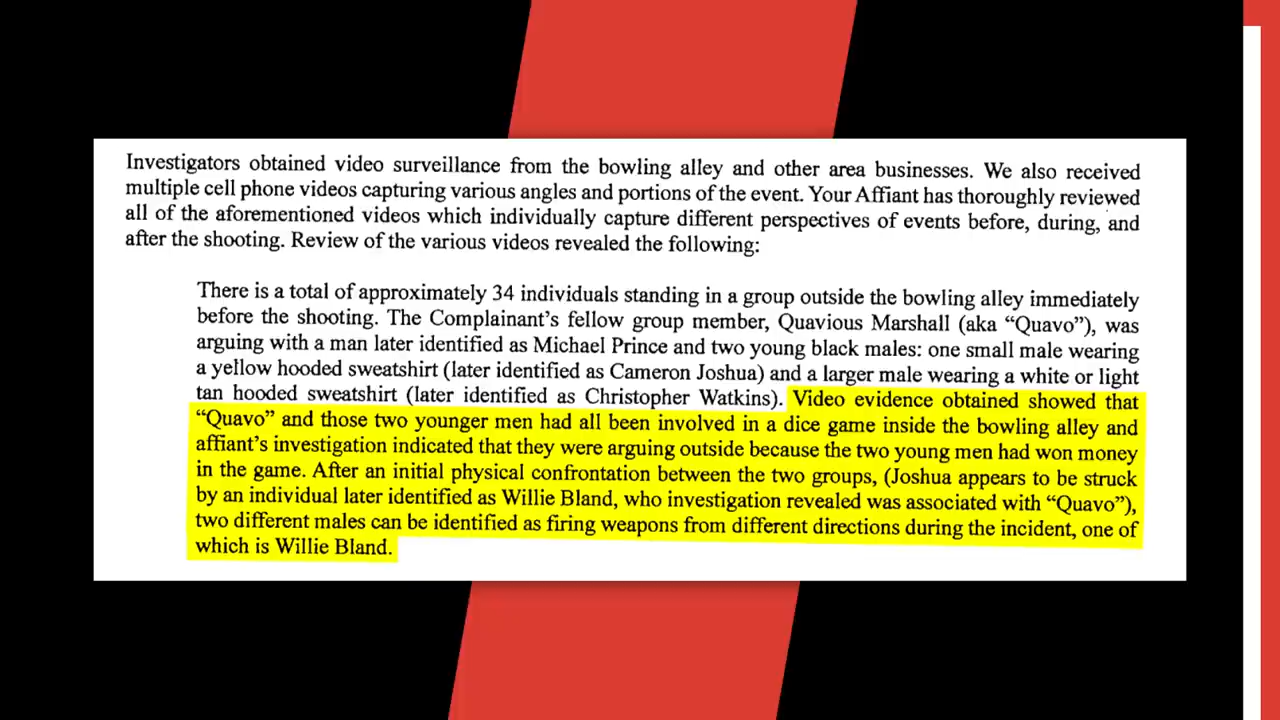 Investigators obtained video surveillance from the bowling alley and other area businesses. We also received
multiple cell phone videos capturing various angles and portions of the event. Your Affiant has thoroughly reviewed
all of the aforementioned videos which individually capture different perspectives of events before, during, and
after the shooting. Review of the various videos revealed the following:
There is a total of approximately 34 individuals standing in a group outside the bowling alley immediately
before the shooting. The Complainant’s fellow group member, Quavious Marshall (aka “Quavo”), was
arguing with a man later identified as Michael Prince and two young black males: one small male wearing
a yellow hooded sweatshirt (later identified as Cameron Joshua) and a larger male wearing a white or light
tan hooded sweatshirt (later identified as Christopher Watkins). Video evidence obtained showed that
“Quavo” and those two younger men had all been involved in a dice game inside the bowling alley and
affiant’s investigation indicated that they were arguing outside because the two young men had won money
in the game. After an initial physical confrontation between the two groups, (Joshua appears to be struck
by an individual later identified as Willie Bland, who investigation revealed was associated with “Quavo”),
two different males can be identified as firing weapons from different directions during the incident, one of
which is Willie Bland.